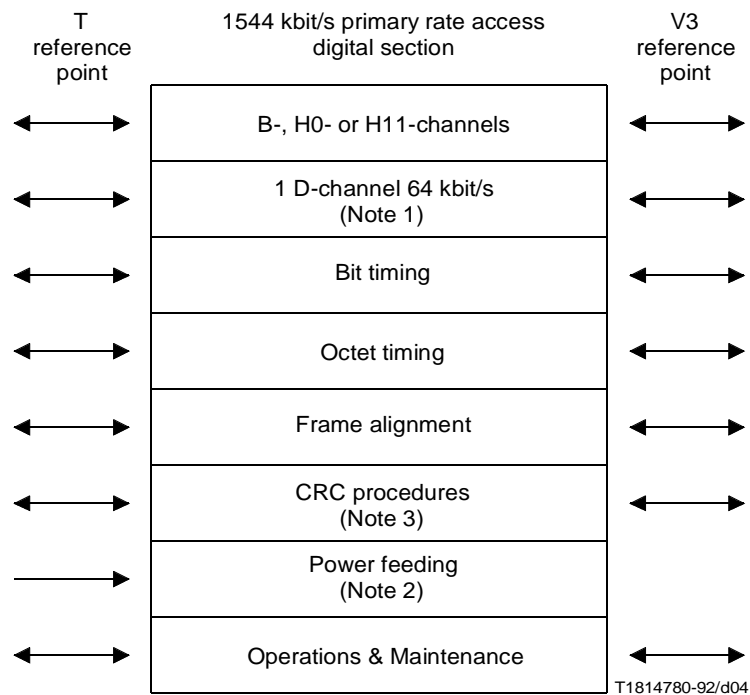 T
reference
point
1544 kbit/s primary rate access
digital section
V3
reference
point
B-, H0- or H11-channels
1 D-channel 64 kbit/s
(Note 1)
Bit timing
Octet timing
Frame alignment
CRC procedures
(Note 3)
Power feeding
(Note 2)
Operations & Maintenance
T1814780-92/d04